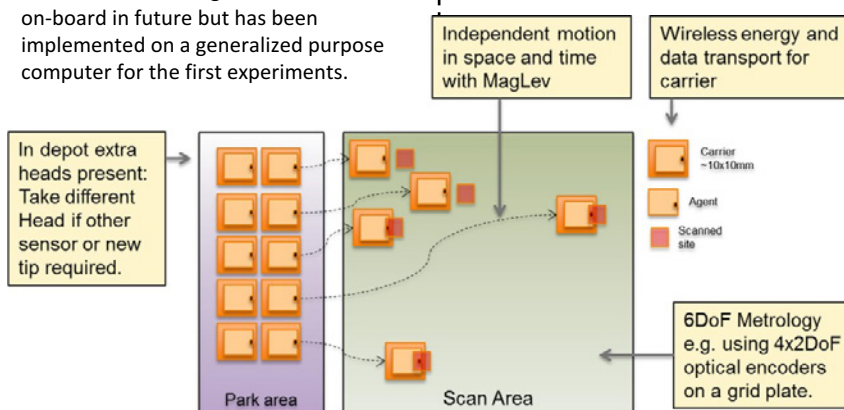 on-board in future but has been
implemented on a generalized purpose
computer for the first experiments.
Independent motion
in space and time
with MagLev
Wireless energy and
data transport for
carrier
In depot extra
heads present:
Take different
Head if other
sensor or new
tip required.
Carrier
~10x10mm
Agent
Scanned
site
6DoF Metrology
e.g. using 4x2DoF
optical encoders
on a grid plate.
Park area
Scan Area